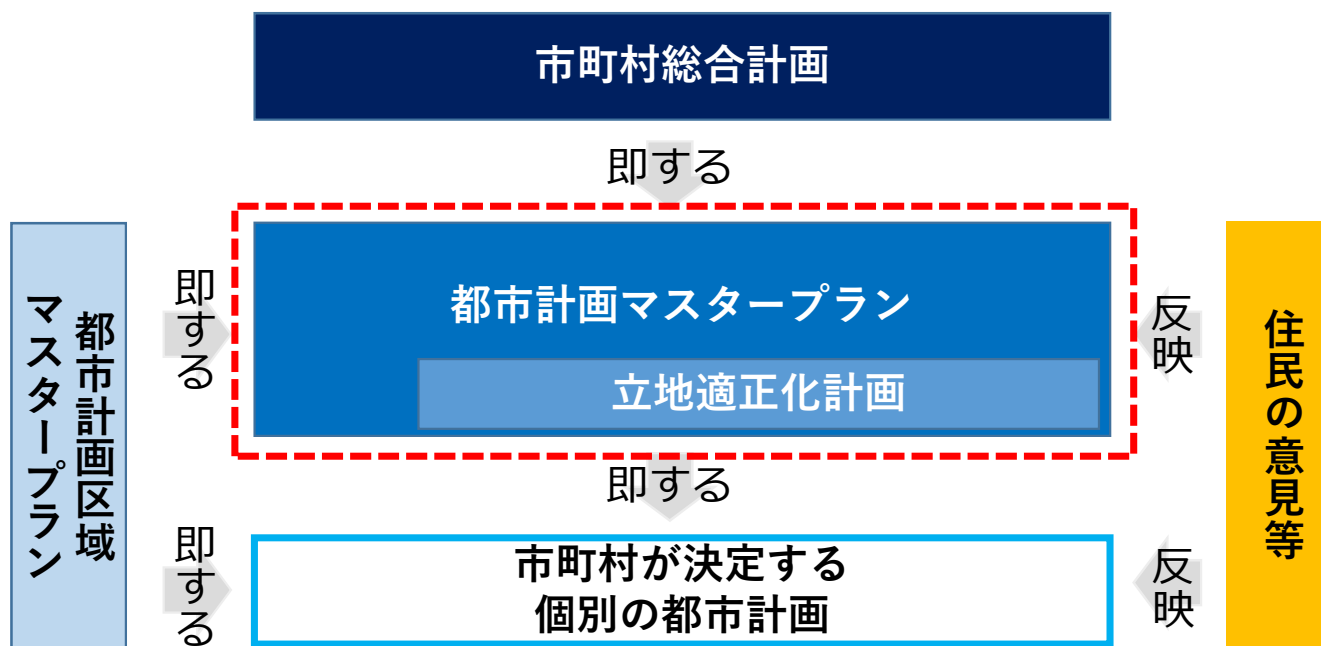 市町村総合計画
即する
都市計画区域
マスタープラン
即する
都市計画マスタープラン
立地適正化計画
反映
住民の意見等
即する
即する
市町村が決定する
個別の都市計画
反映